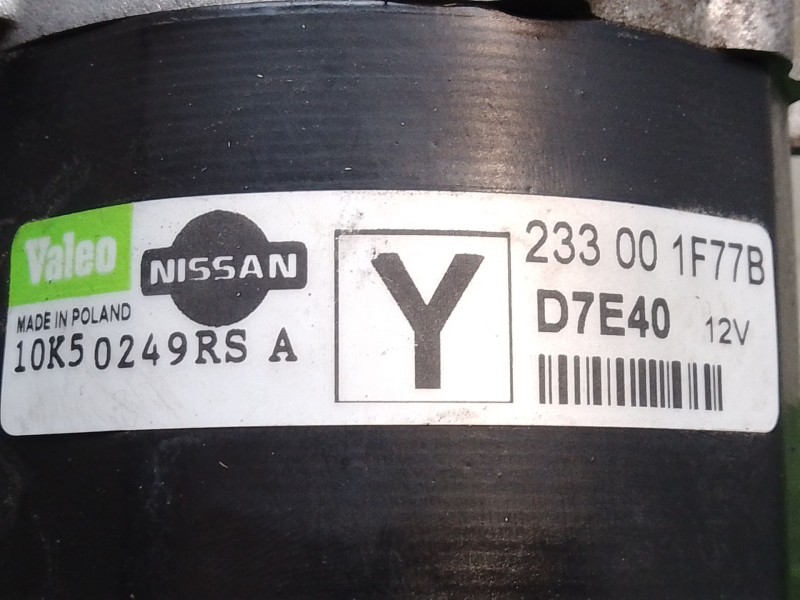 Valeo
NISSAN
MADE IN POLAND
10K50249RS A
Y
233 00 1F77B
D7E40 12V